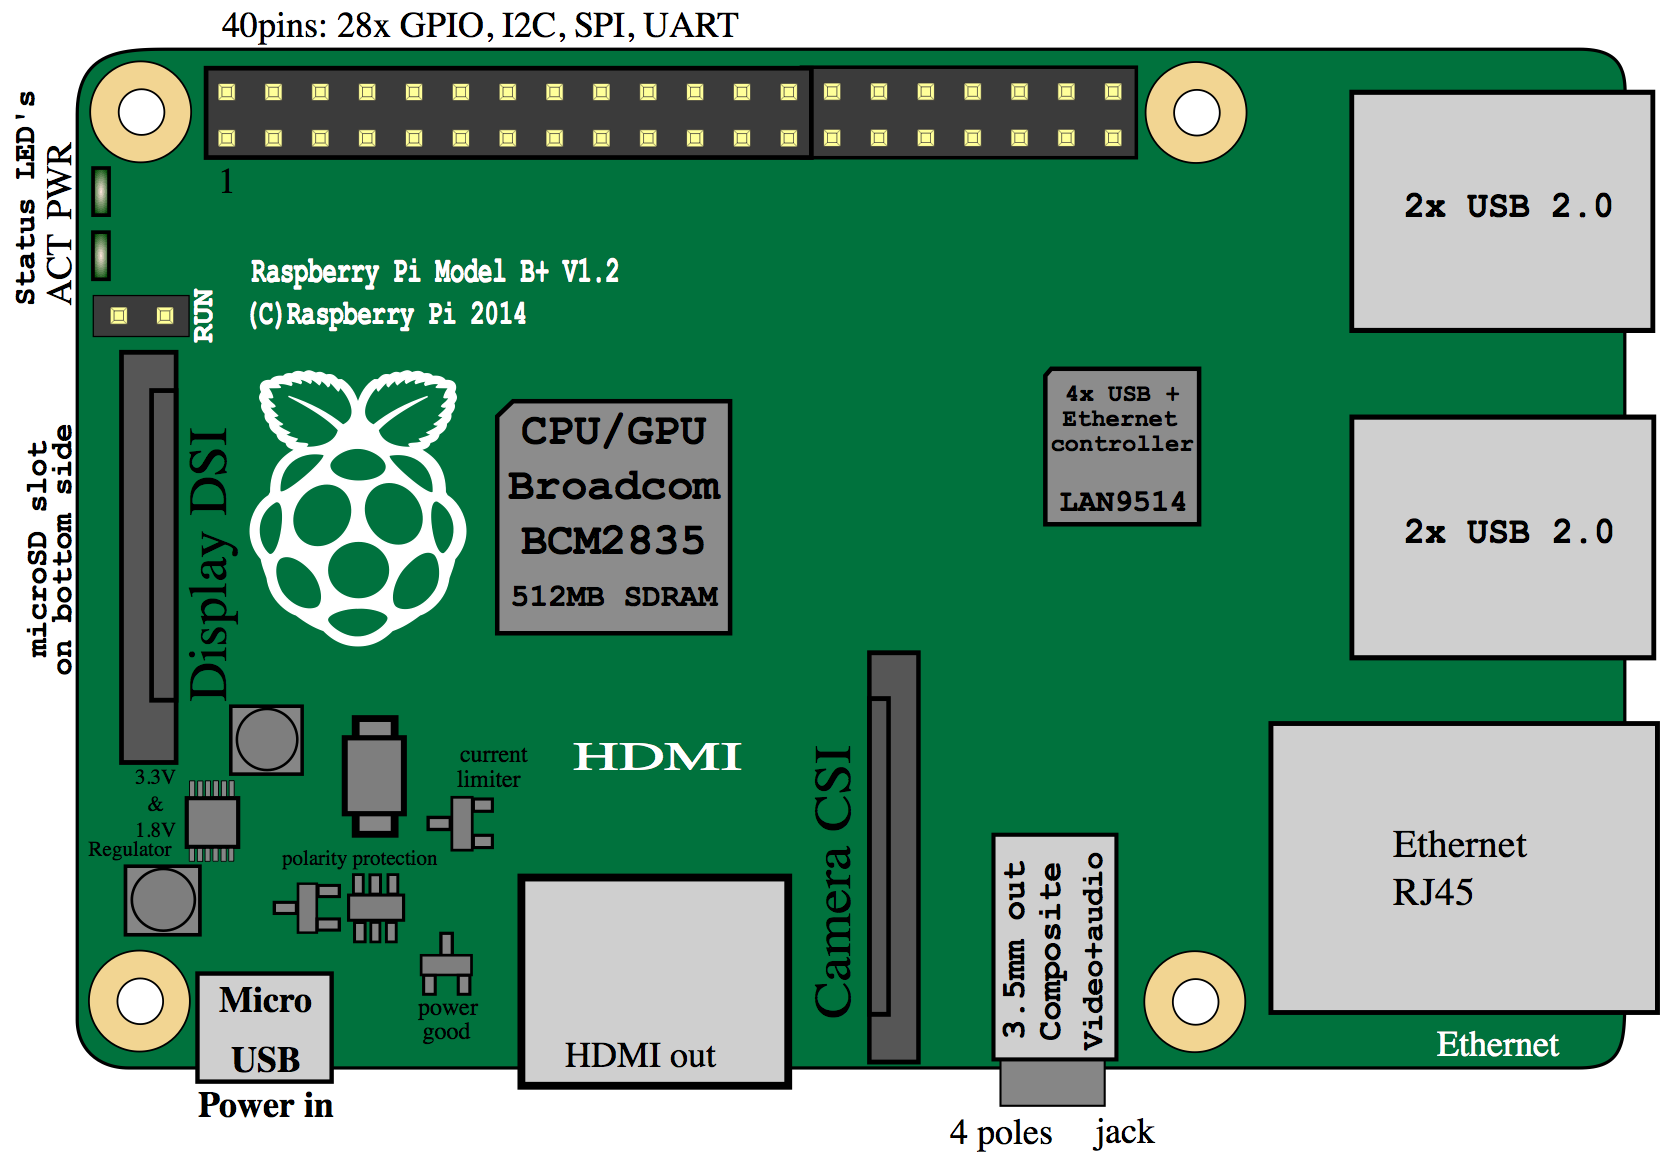 40pins: 28x GPIO, I2C, SPI, UART
Status LED's
ACT PWR
1
RUN
Raspberry Pi Model B+ V1.2
(C)Raspberry Pi 2014
2x USB 2.0
4x USB +
Ethernet
controller
LAN9514
CPU/GPU
Broadcom
BCM2835
512MB SDRAM
microSD slot
on bottom side
Display DSI
2x USB 2.0
3.3V
&
1.8V
Regulator
current
limiter
polarity protection
HDMI
Camera CSI
power
good
Micro
USB
Power in
HDMI out
3.5mm out
Composite
Video+audio
4 poles jack
Ethernet
RJ45
Ethernet